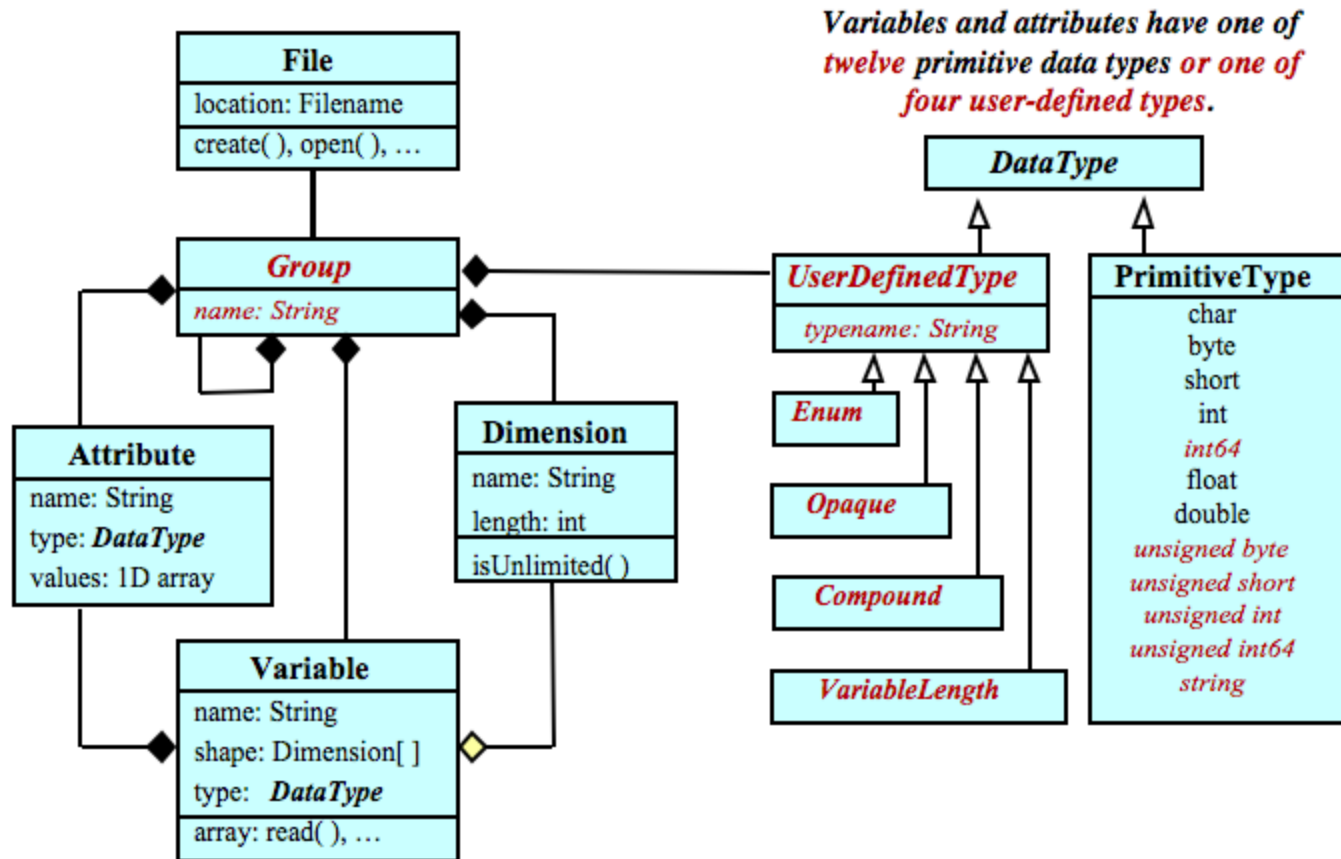 Variables and attributes have one of
twelve primitive data types or one of
four user-defined types.
File
location: Filename
create( ), open( ), ...
Group
name: String
Attribute
name: String
type: DataType
values: 1D array
Dimension
name: String
length: int
isUnlimited( )
Variable
name: String
shape: Dimension[ ]
type: DataType
array: read( ), ...
DataType
UserDefinedType
typename: String
Enum
Opaque
Compound
VariableLength
PrimitiveType
char
byte
short
int
int64
float
double
unsigned byte
unsigned short
unsigned int
unsigned int64
string